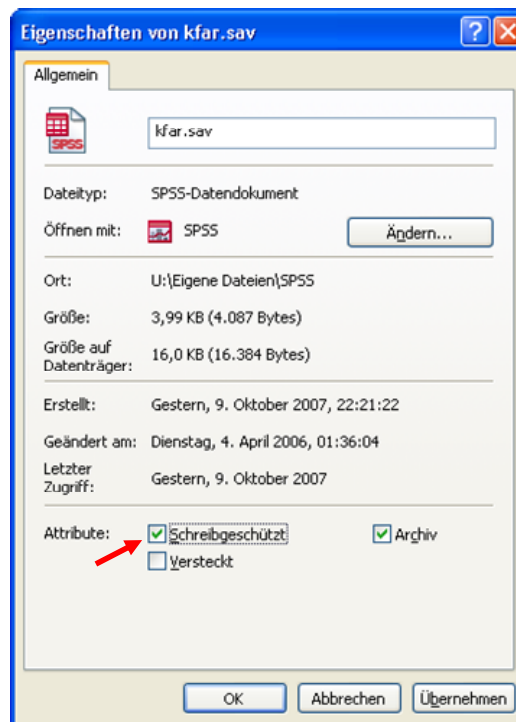 Eigenschaften von kfar.sav
Allgemein
SPSS
kfar.sav
Dateityp: SPSS-Datendokument
Öffnen mit: SPSS Ändern...
Ort: U:\Eigene Dateien\SPSS
Größe: 3,99 KB (4.087 Bytes)
Größe auf
Datenträger: 16,0 KB (16.384 Bytes)
Erstellt: Gestern, 9. Oktober 2007, 22:21:22
Geändert am: Dienstag, 4. April 2006, 01:36:04
Letzter
Zugriff: Gestern, 9. Oktober 2007
Attribute: Schreibgeschützt Archiv
Versteckt
OK Abbrechen Übernehmen